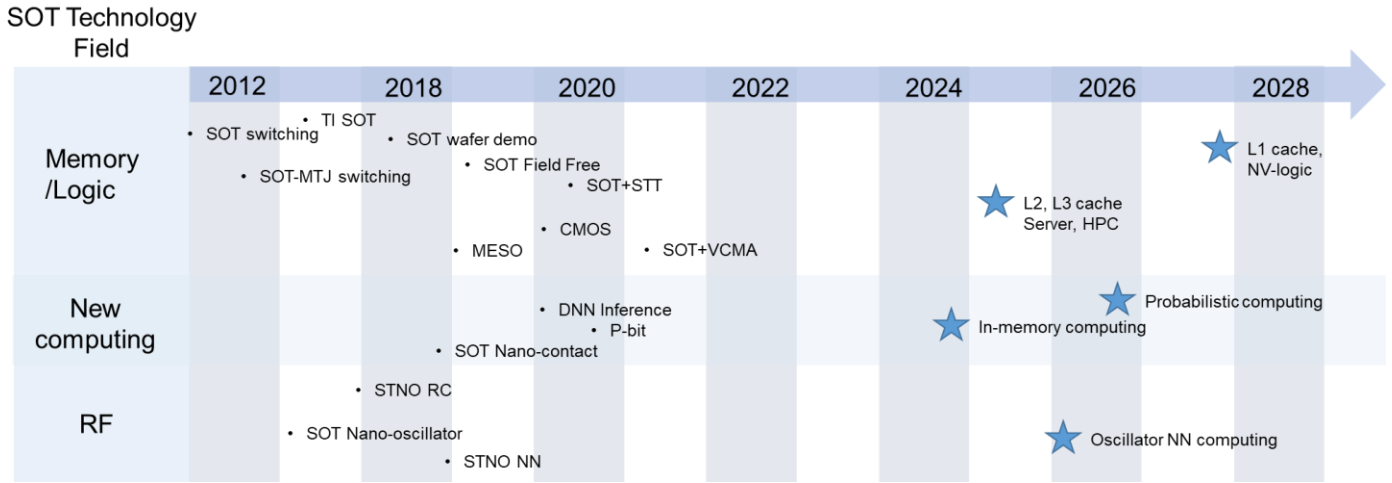 SOT Technology
Field
2012
2018
2020
2022
2024
2026
2028
Memory
/Logic
• SOT switching
• TI SOT
• SOT wafer demo
• SOT-MTJ switching
• SOT Field Free
• SOT+STT
• CMOS
• MESO
• SOT+VCMA
L1 cache,
NV-logic
L2, L3 cache
Server, HPC
New
computing
• DNN Inference
• P-bit
• SOT Nano-contact
Probabilistic computing
In-memory computing
RF
• STNO RC
• SOT Nano-oscillator
• STNO NN
Oscillator NN computing